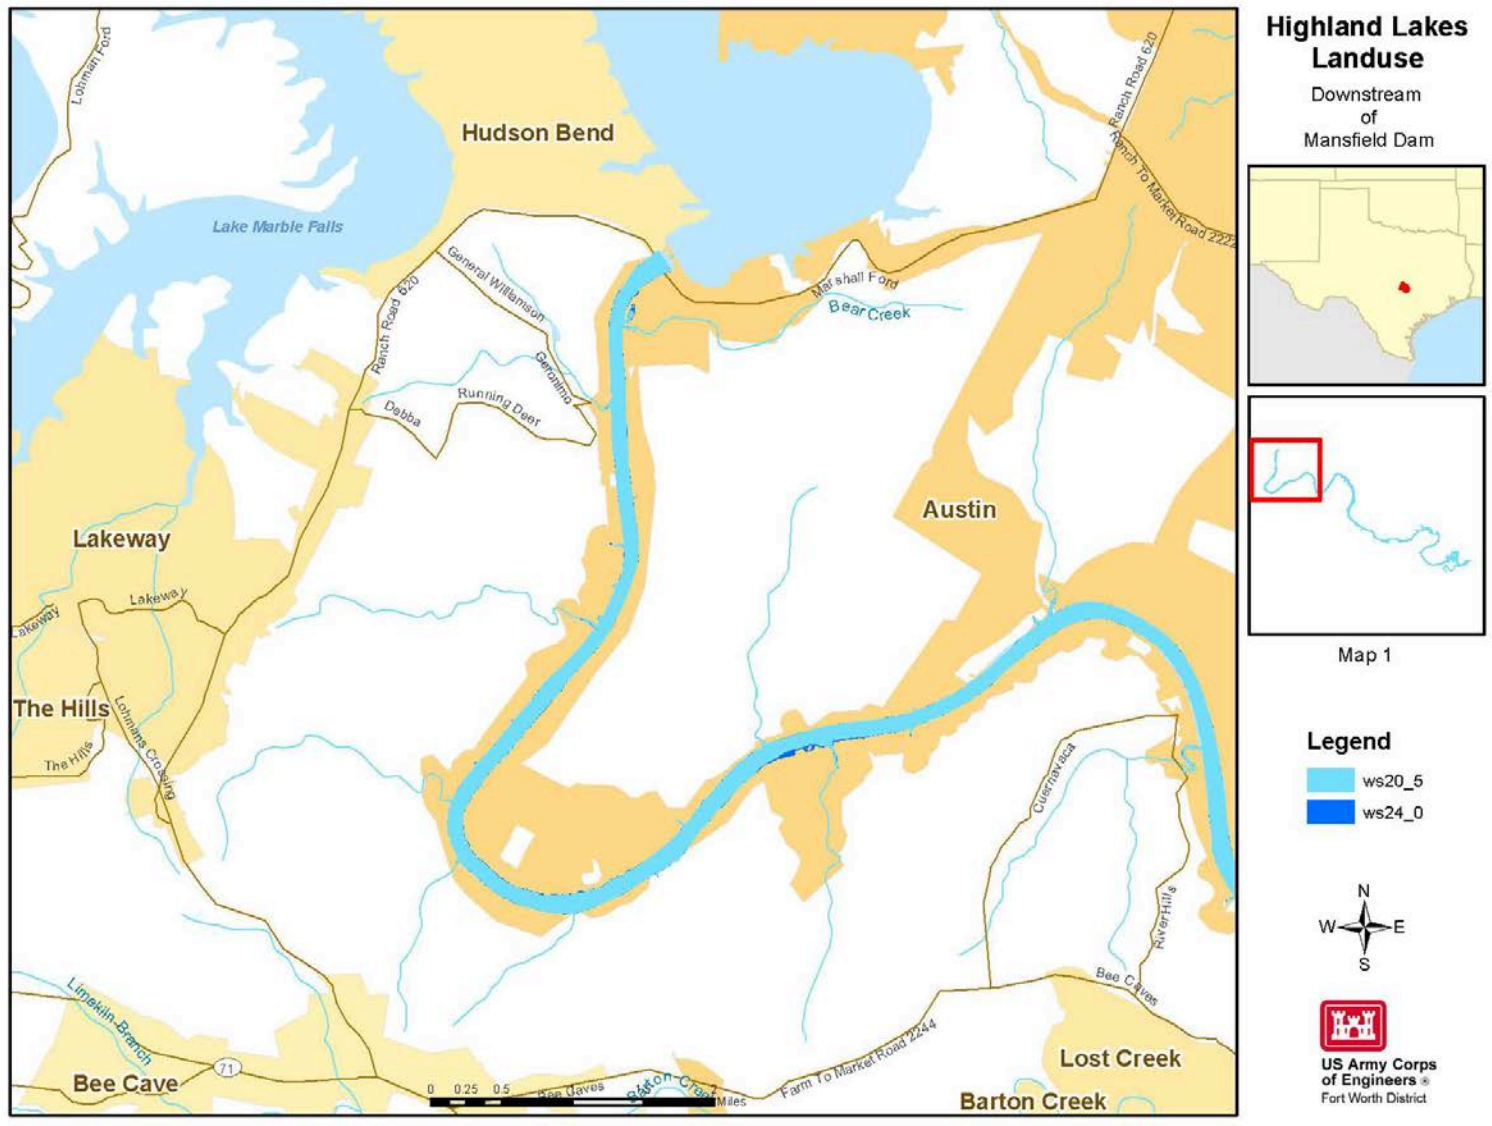 Highland Lakes
Landuse
Downstream
of
Mansfield Dam
Map 1
Legend
ws20_5
ws24_0
N
W E
S
US Army Corps
of Engineers ®
Fort Worth District
Lohman Ford
Hudson Bend
Ranch Road 620
Ranch To Market Road 2222
Lake Marble Falls
General Williamson
Marshall Ford
Bear Creek
Ranch Road 620
Geronimo
Debba
Running Deer
Austin
Lakeway
Lakeway
Lakeway
The Hills
Lohmans Crossing
The Hills
Cuernavaca
River Hills
Bee Caves
Limekiln Branch
71
Bee Cave
0 0.25 0.5
2
Miles
Bee Caves
Barton Creek
Farm To Market Road 2244
Lost Creek
Barton Creek